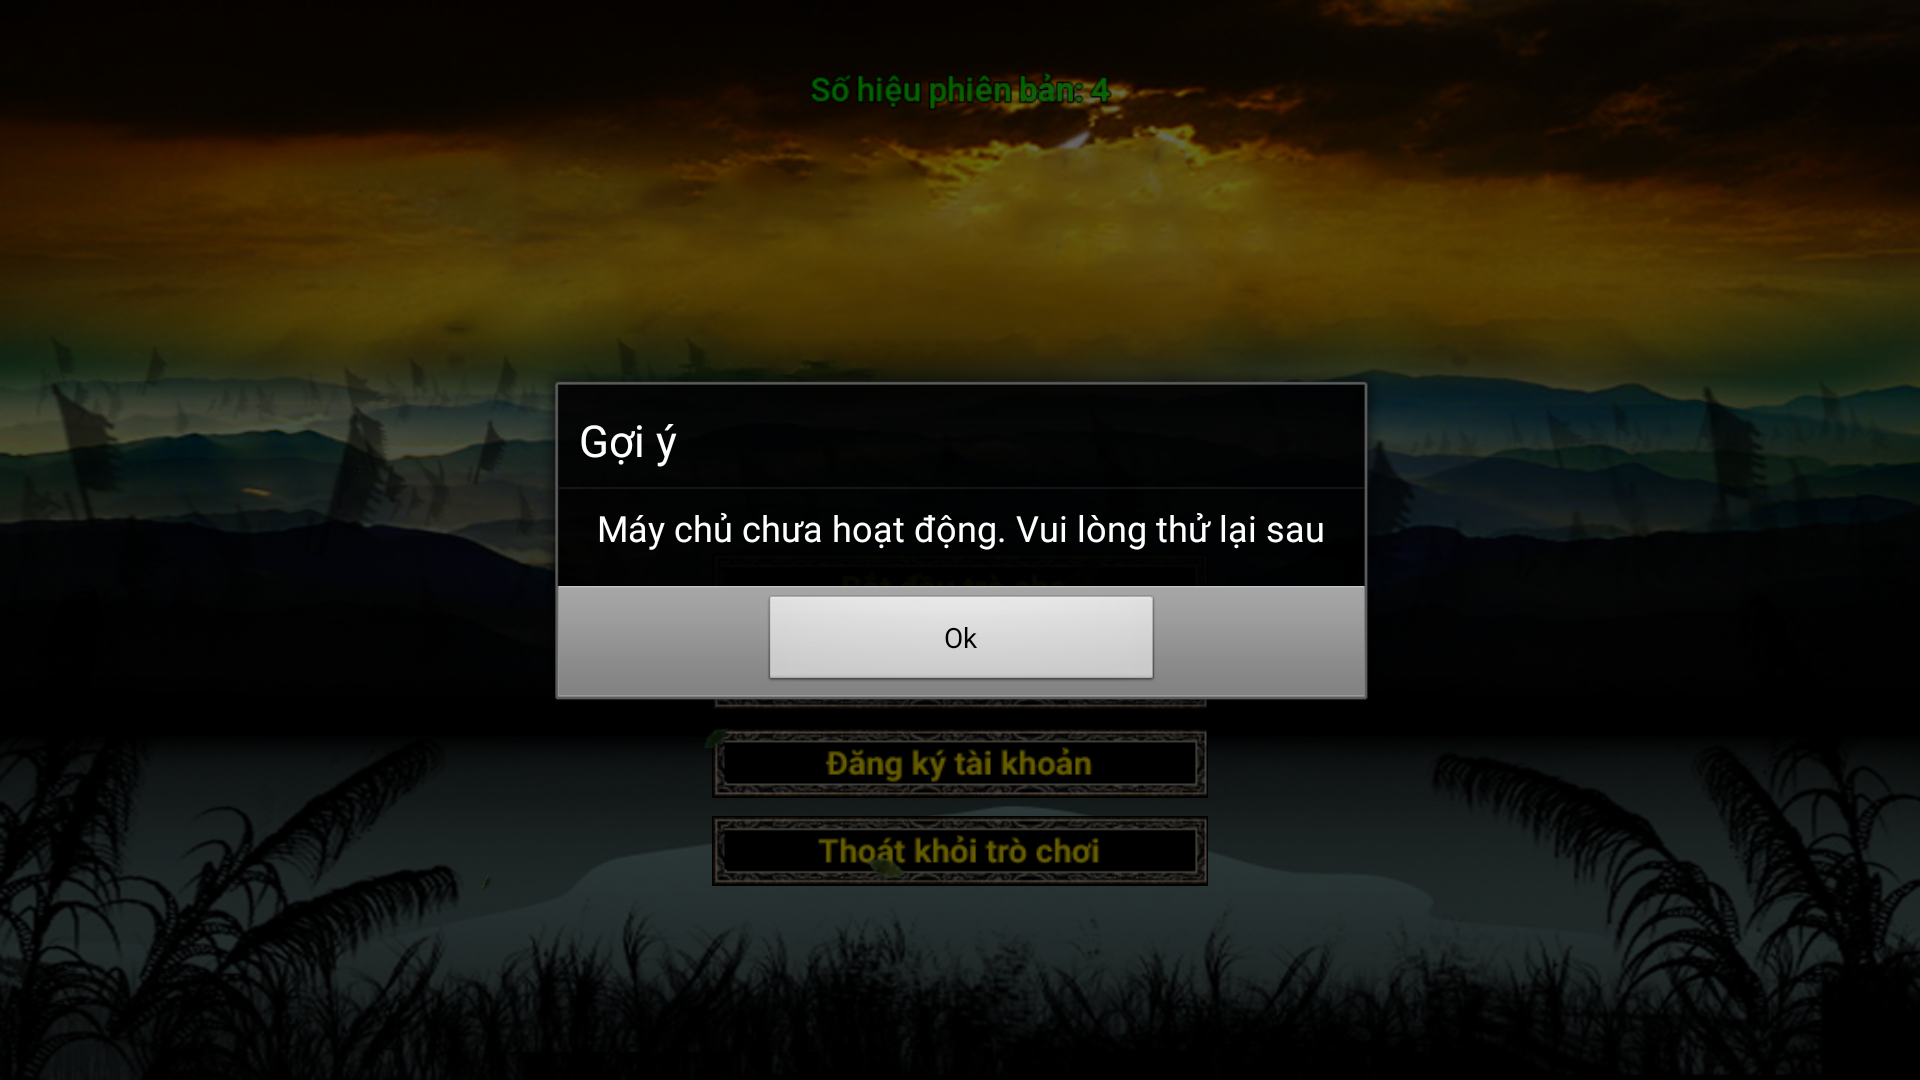 Số hiệu phiên bản: 4
Gợi ý
Máy chủ chưa hoạt động. Vui lòng thử lại sau
Ok
Đăng ký tài khoản
Thoát khỏi trò chơi